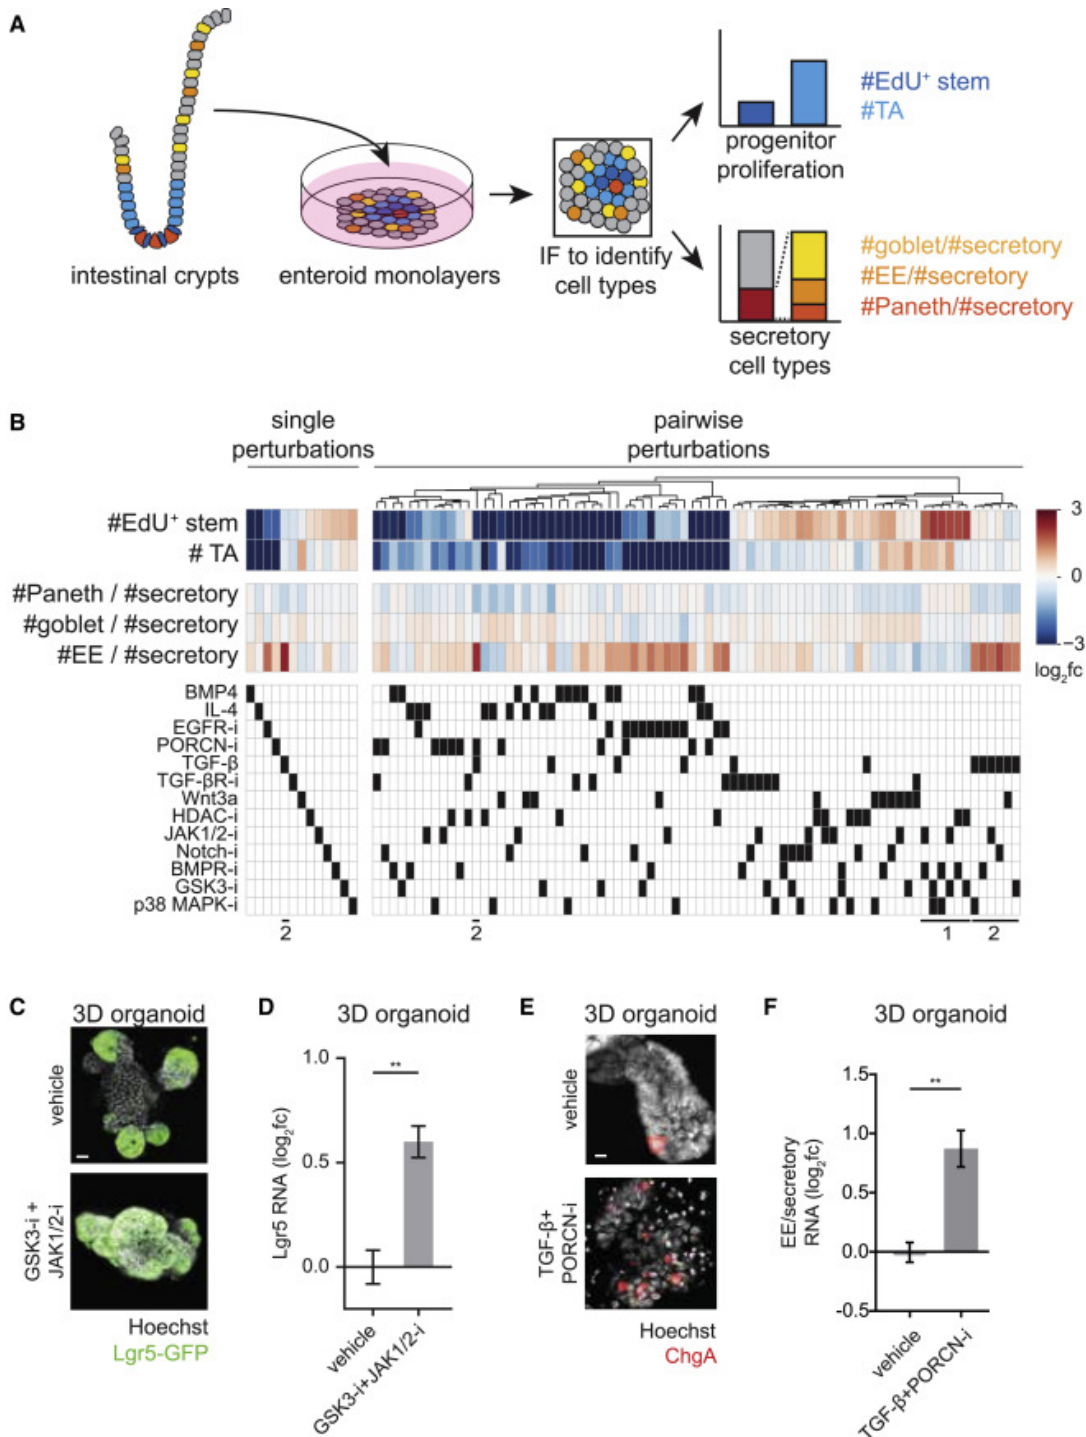 A
#EdU⁺ stem
#TA
progenitor
proliferation
intestinal crypts
enteroid monolayers
IF to identify
cell types
#goblet/#secretory
#EE/#secretory
#Paneth/#secretory
secretory
cell types
B
single
perturbations
pairwise
perturbations
#EdU⁺ stem
# TA
#Paneth / #secretory
#goblet / #secretory
#EE / #secretory
3
0
−3
log₂fc
BMP4
IL-4
EGFR-i
PORCN-i
TGF-β
TGF-βR-i
Wnt3a
HDAC-i
JAK1/2-i
Notch-i
BMPR-i
GSK3-i
p38 MAPK-i
2
2
1
2
C
3D organoid
vehicle
GSK3-i +
JAK1/2-i
Hoechst
Lgr5-GFP
D
3D organoid
Lgr5 RNA (log₂fc)
1.0
0.5
0.0
**
vehicle
GSK3-i+JAK1/2-i
E
3D organoid
vehicle
TGF-β+
PORCN-i
Hoechst
ChgA
F
3D organoid
EE/secretory
RNA (log₂fc)
1.5
1.0
0.5
0.0
-0.5
**
vehicle
TGF-β+PORCN-i